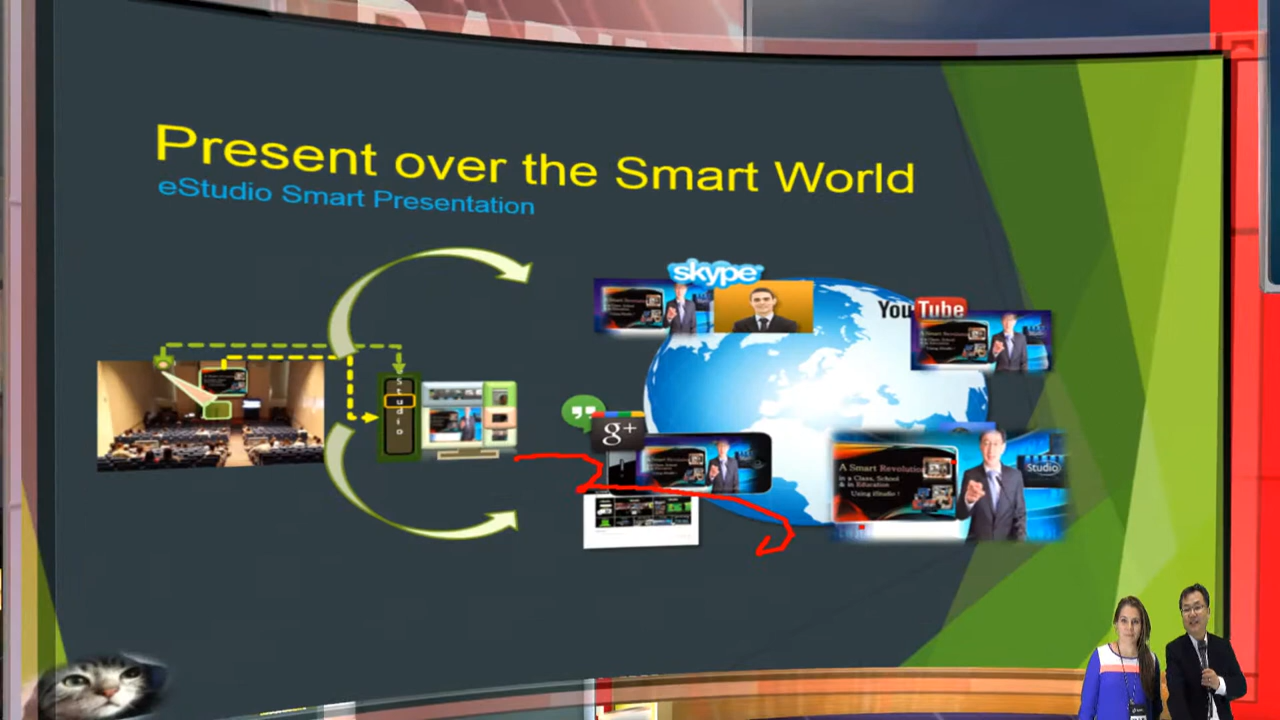 Present over the Smart World
eStudio Smart Presentation
skype
YouTube
Studio
g+
A Smart Revolution
in a Class, School
& in Education
Using iStudio !
Studio